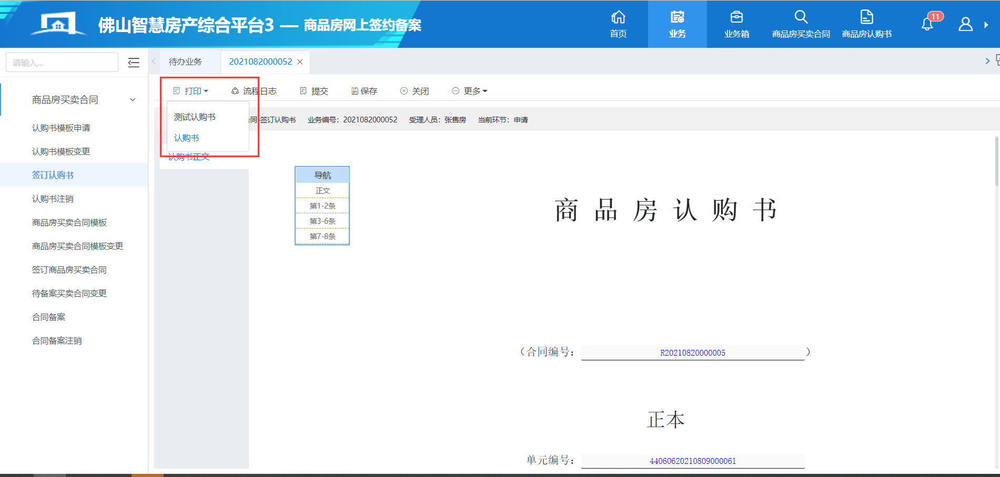 佛山智慧房产综合平台3 — 商品房网上签约备案
首页
业务
业务箱
商品房买卖合同
商品房认购书
11
请输入...
待办业务
2021082000052
商品房买卖合同
认购书模板申请
认购书模板变更
签订认购书
认购书注销
商品房买卖合同模板
商品房买卖合同模板变更
签订商品房买卖合同
待备案买卖合同变更
合同备案
合同备案注销
打印
流程日志
提交
保存
关闭
更多
测试认购书
认购书
同-签订认购书 业务编号：2021082000052 受理人员：张售房 当前环节：申请
认购书正文
导航
正文
第1-2条
第3-6条
第7-8条
商品房认购书
（合同编号： R20210820000005 ）
正本
单元编号： 44060620210809000061